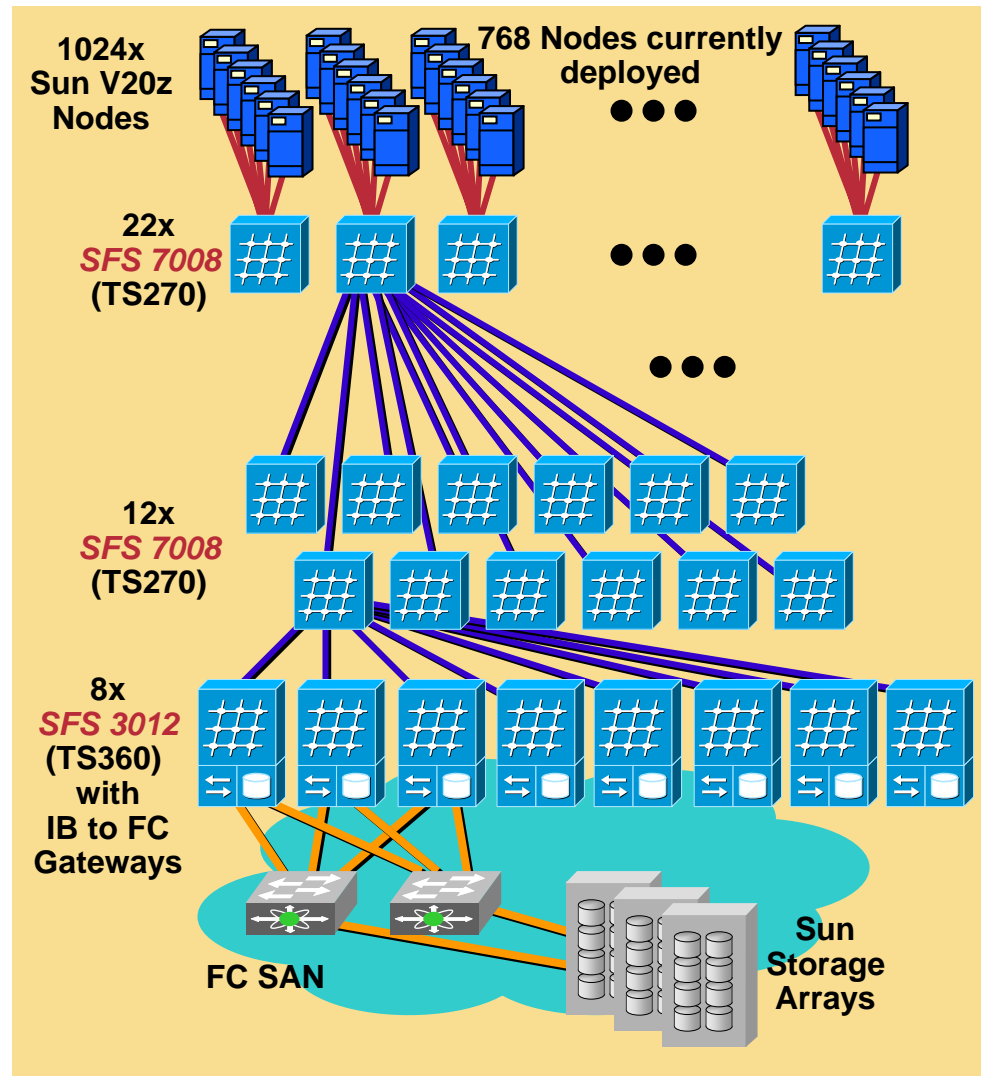 1024x
Sun V20z
Nodes
768 Nodes currently
deployed
22x
SFS 7008
(TS270)
12x
SFS 7008
(TS270)
8x
SFS 3012
(TS360)
with
IB to FC
Gateways
FC SAN
Sun
Storage
Arrays